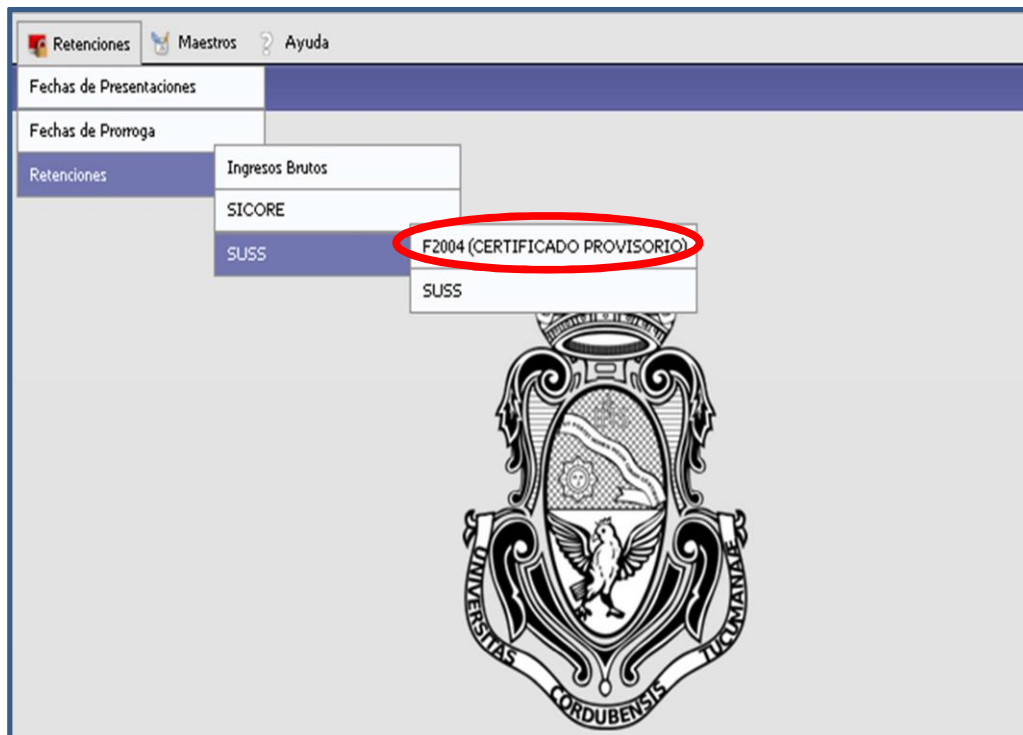 Retenciones Maestros Ayuda
Fechas de Presentaciones
Fechas de Prorroga
Retenciones
Ingresos Brutos
SICORE
SUSS
F2004 (CERTIFICADO PROVISORIO)
SUSS
UNIVERSITAS
CORDUBENSIS
TUCUMANAE